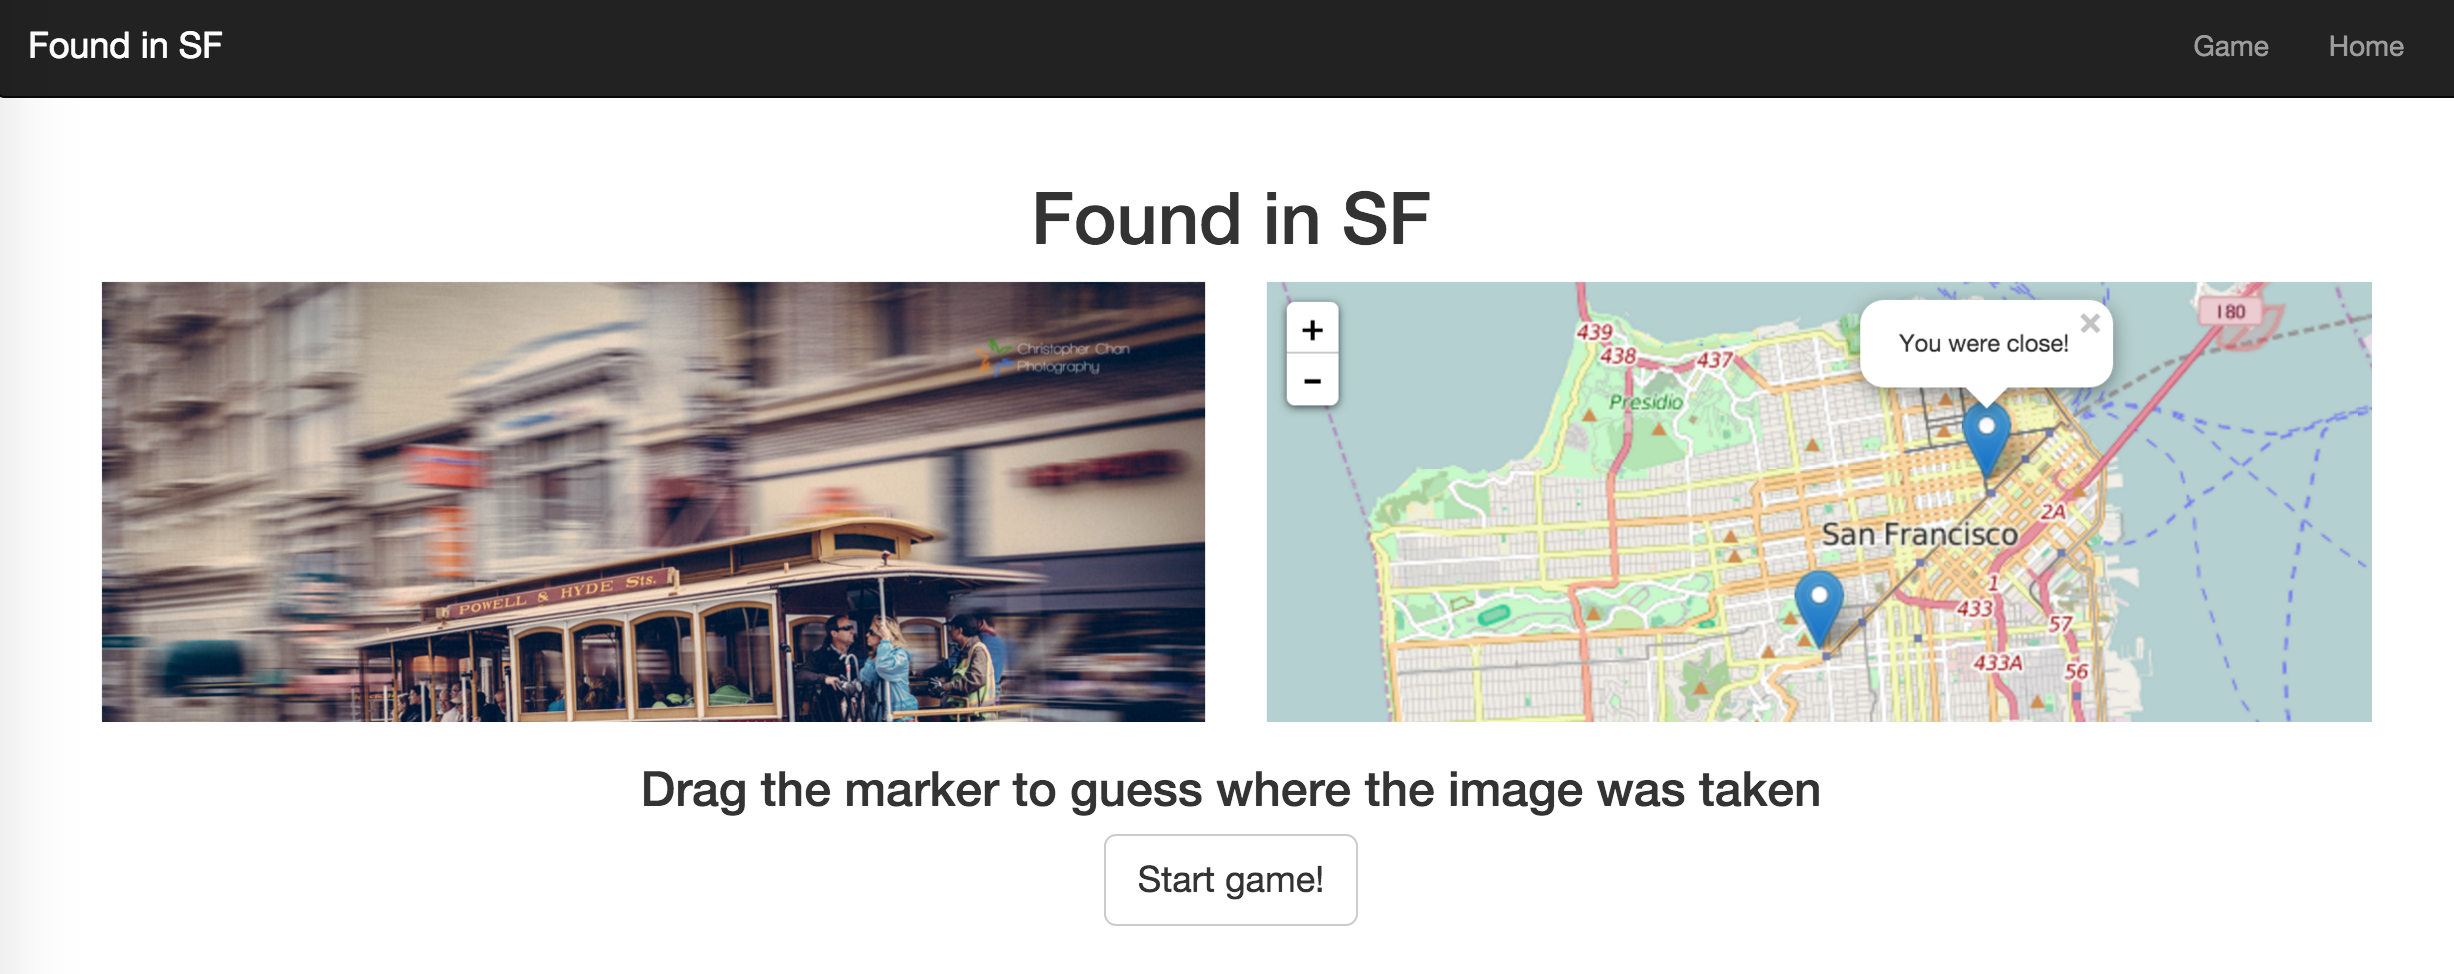 Found in SF
Game
Home
Found in SF
Christopher Chan
Photography
POWELL & HYDE Sts.
+
−
439
438
437
Presidio
You were close!
×
I 80
2A
San Francisco
1
433
57
433A
56
Drag the marker to guess where the image was taken
Start game!